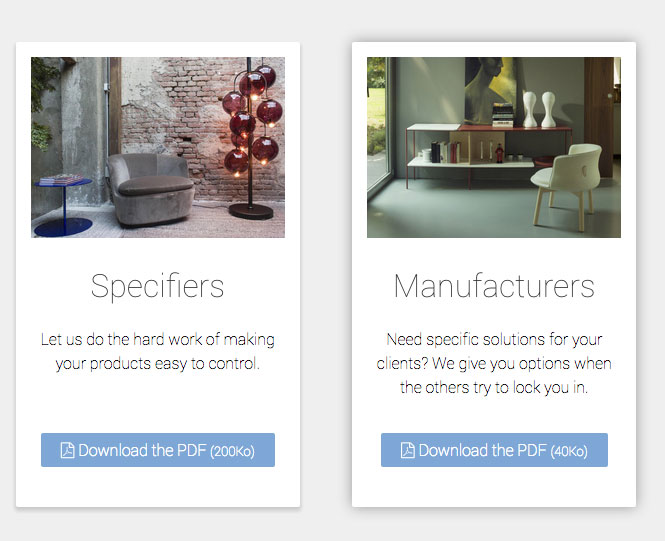 Specifiers
Let us do the hard work of making
your products easy to control.
Download the PDF (200Ko)
Manufacturers
Need specific solutions for your
clients? We give you options when
the others try to lock you in.
Download the PDF (40Ko)